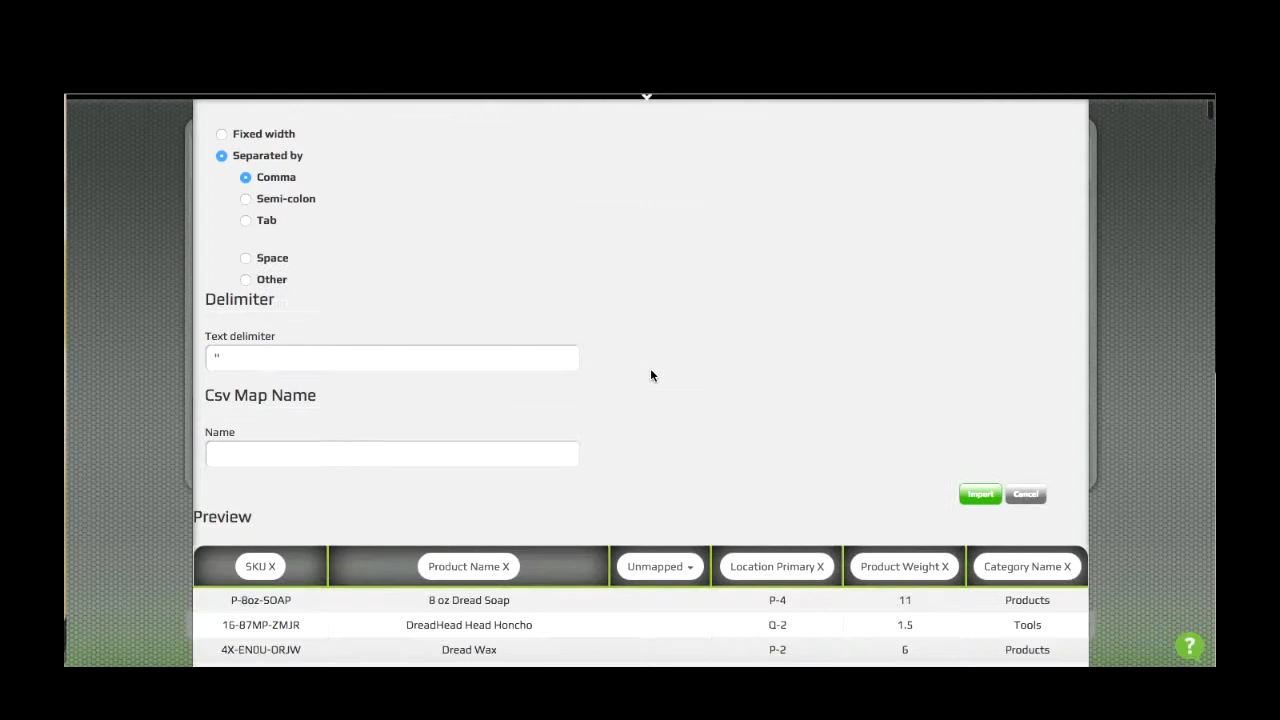 Fixed width
Separated by
Comma
Semi-colon
Tab
Space
Other
Delimiter
Text delimiter
"
Csv Map Name
Name
Import Cancel
Preview
SKU X Product Name X Unmapped Location Primary X Product Weight X Category Name X
P-8oz-SOAP 8 oz Dread Soap P-4 11 Products
16-87MP-ZMJR DreadHead Head Honcho Q-2 1.5 Tools
4X-EN0U-ORJW Dread Wax P-2 6 Products
?